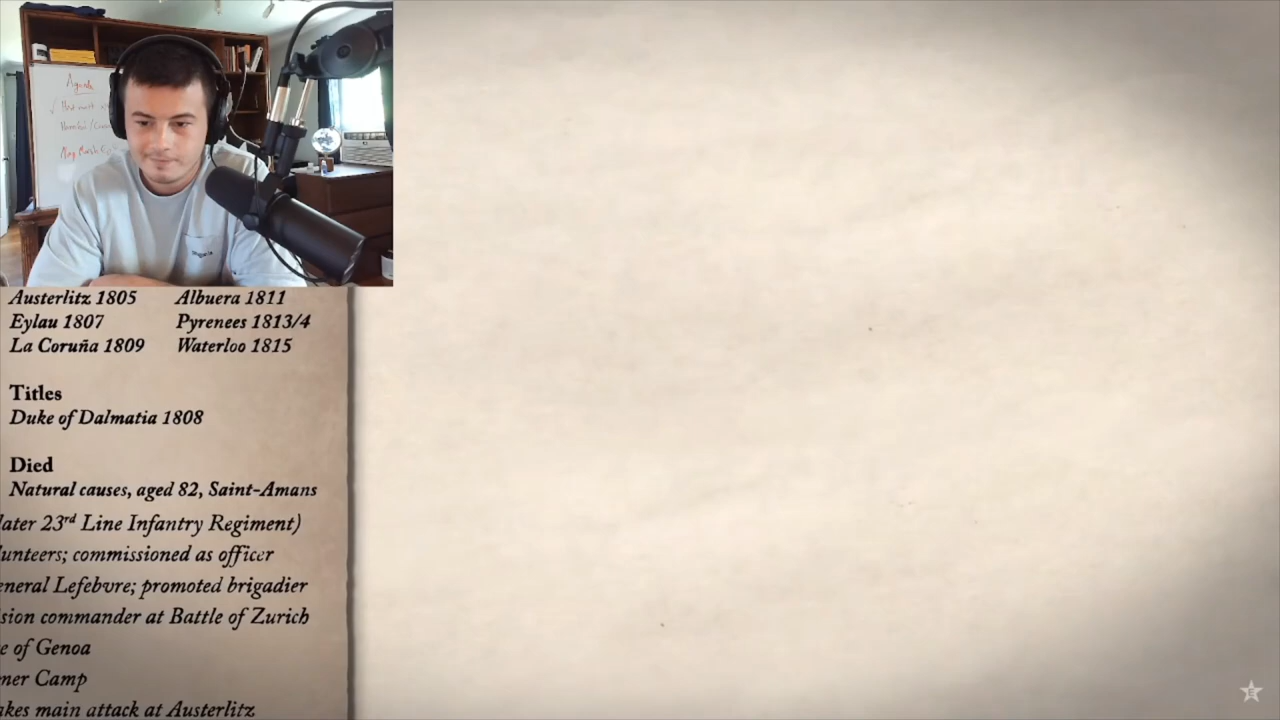 Agenda
Austerlitz 1805 Albuera 1811
Eylau 1807 Pyrenees 1813/4
La Coruña 1809 Waterloo 1815
Titles
Duke of Dalmatia 1808
Died
Natural causes, aged 82, Saint-Amans
later 23rd Line Infantry Regiment)
lunteers; commissioned as officer
eneral Lefebvre; promoted brigadier
sion commander at Battle of Zurich
e of Genoa
ner Camp
akes main attack at Austerlitz
E